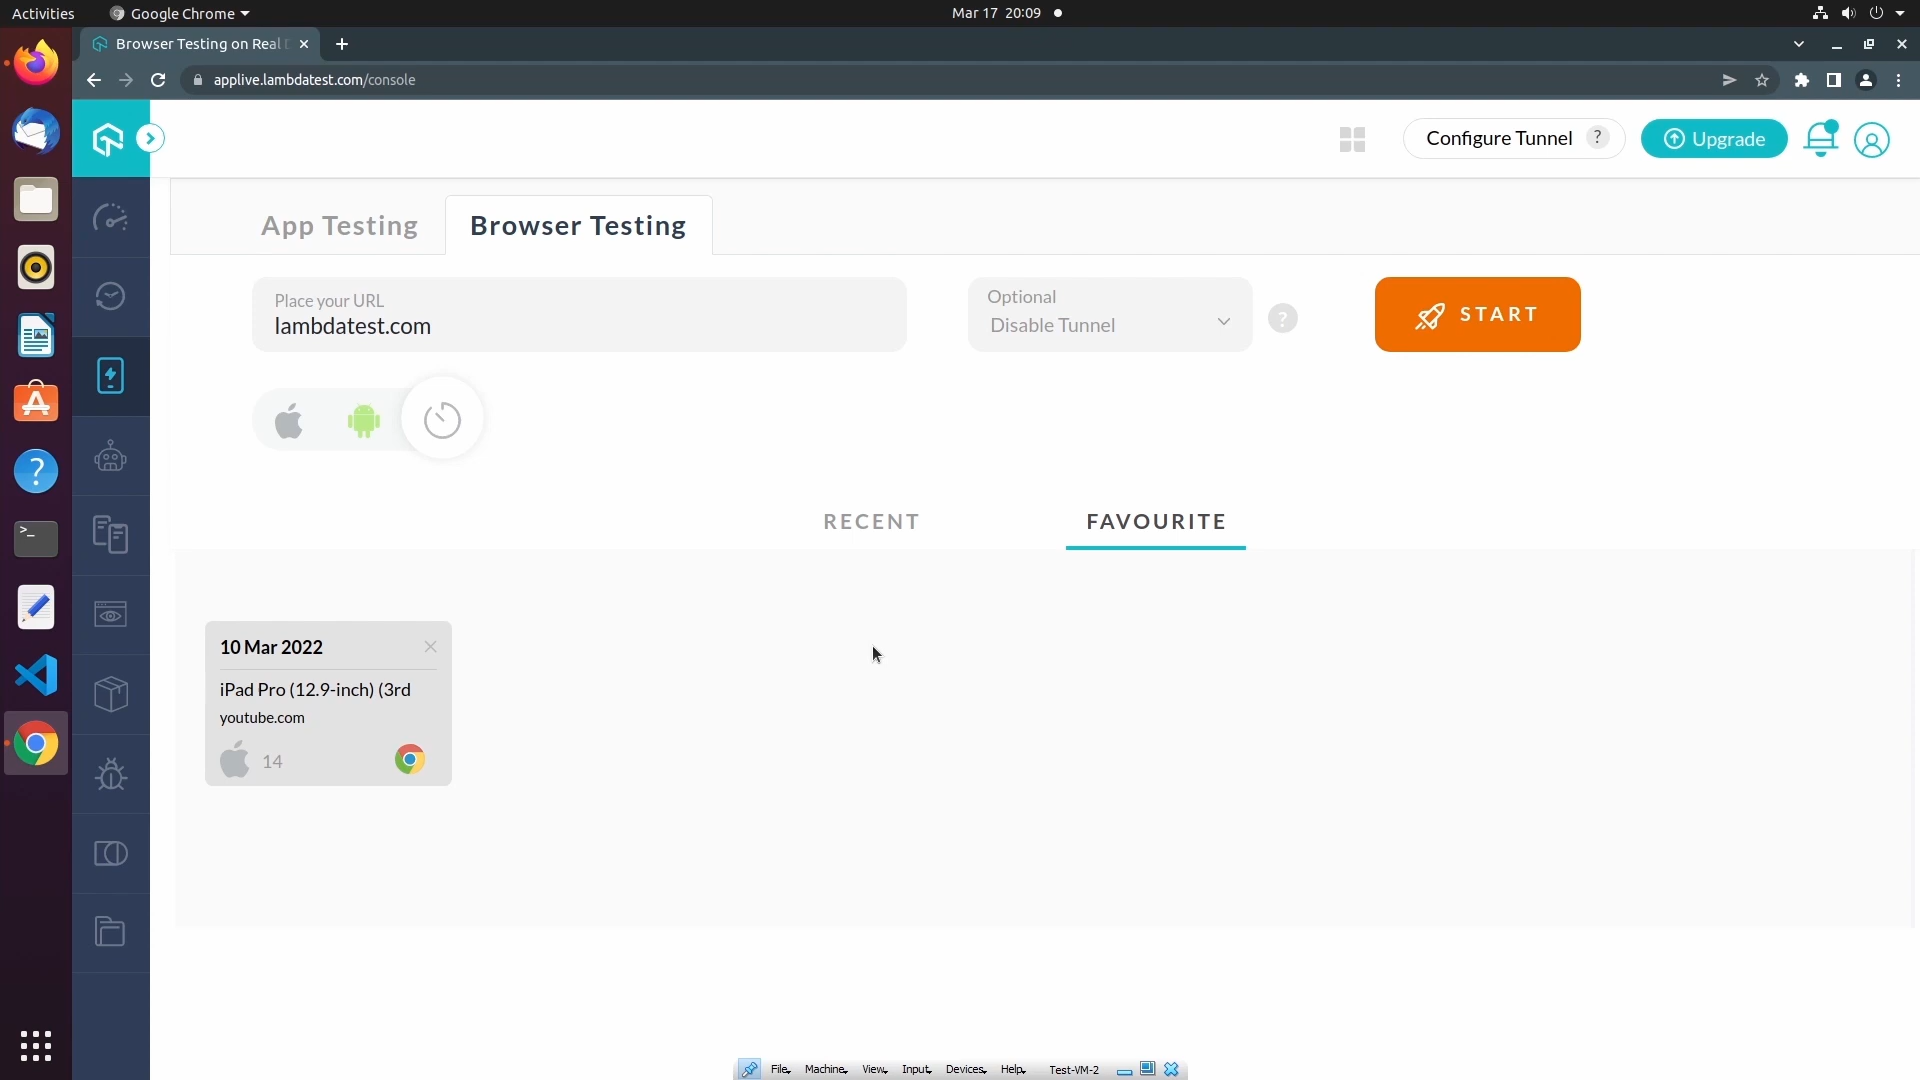 Activities
Google Chrome
Mar 17 20:09
Browser Testing on Real
applive.lambdatest.com/console
Configure Tunnel ?
Upgrade
App Testing
Browser Testing
Place your URL
lambdatest.com
Optional
Disable Tunnel
?
START
RECENT
FAVOURITE
10 Mar 2022
iPad Pro (12.9-inch) (3rd
youtube.com
14
File
Machine
View
Input
Devices
Help
Test-VM-2